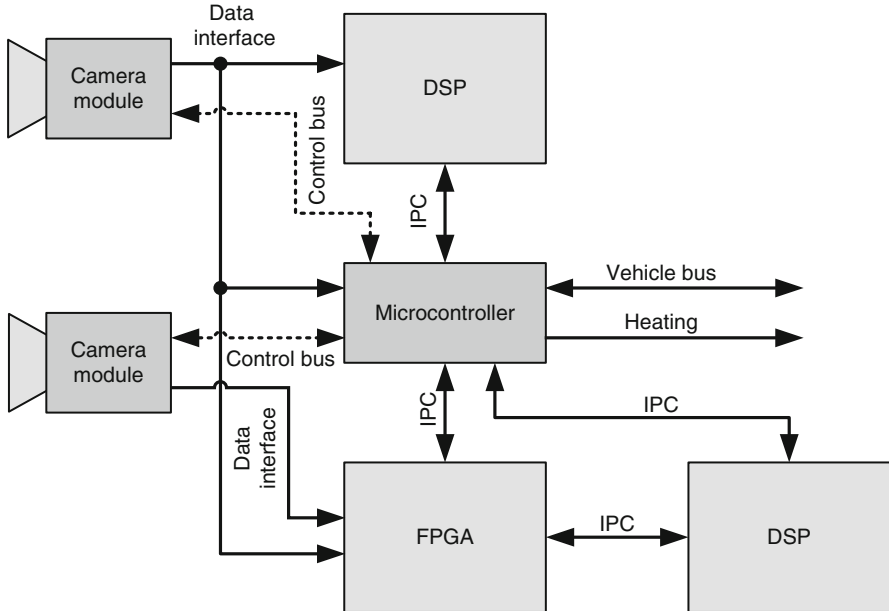 Data
interface
Camera
module
DSP
Control bus
IPC
Microcontroller
Vehicle bus
Heating
Camera
module
Control bus
IPC
IPC
Data
interface
FPGA
IPC
DSP